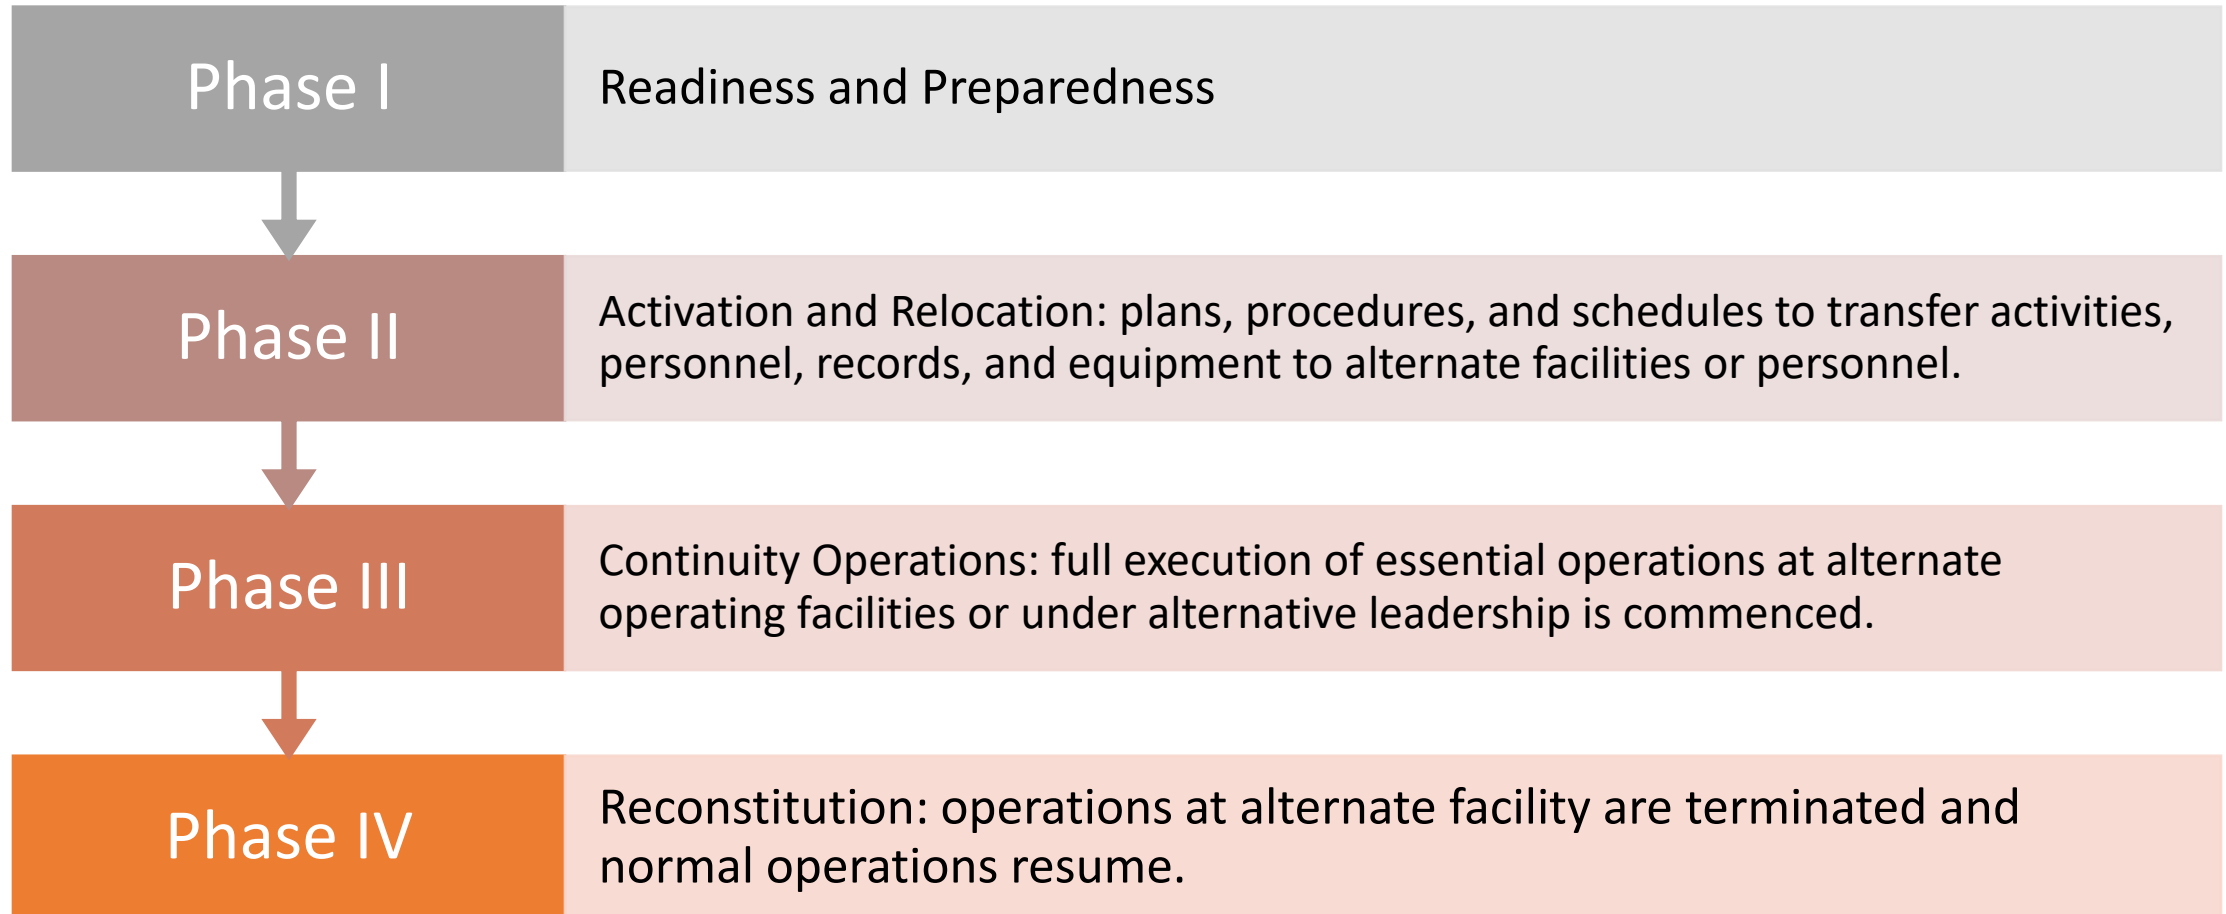 Phase I
Readiness and Preparedness
Phase II
Activation and Relocation: plans, procedures, and schedules to transfer activities,
personnel, records, and equipment to alternate facilities or personnel.
Phase III
Continuity Operations: full execution of essential operations at alternate
operating facilities or under alternative leadership is commenced.
Phase IV
Reconstitution: operations at alternate facility are terminated and
normal operations resume.